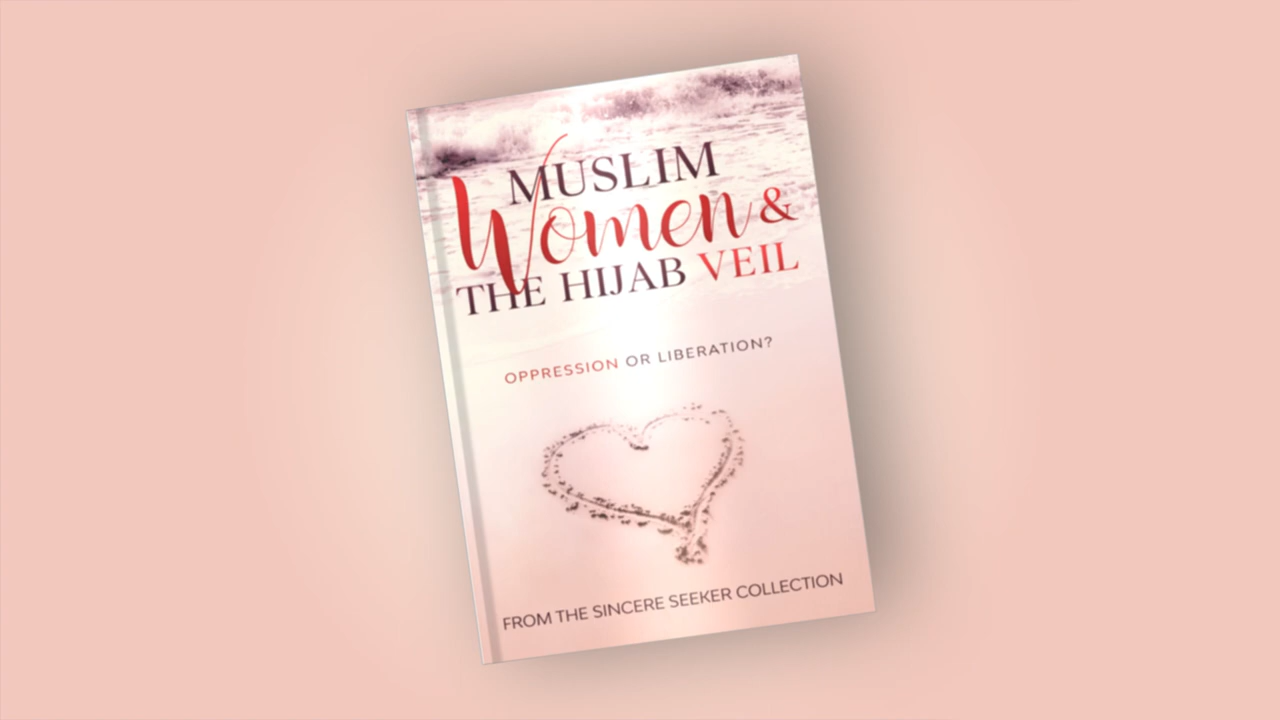 MUSLIM
Women &
THE HIJAB VEIL
OPPRESSION OR LIBERATION?
FROM THE SINCERE SEEKER COLLECTION